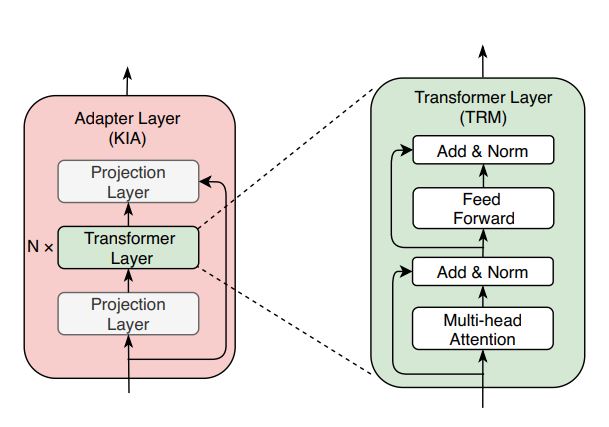 Adapter Layer
(KIA)
Projection
Layer
N ×
Transformer
Layer
Projection
Layer
Transformer Layer
(TRM)
Add & Norm
Feed
Forward
Add & Norm
Multi-head
Attention